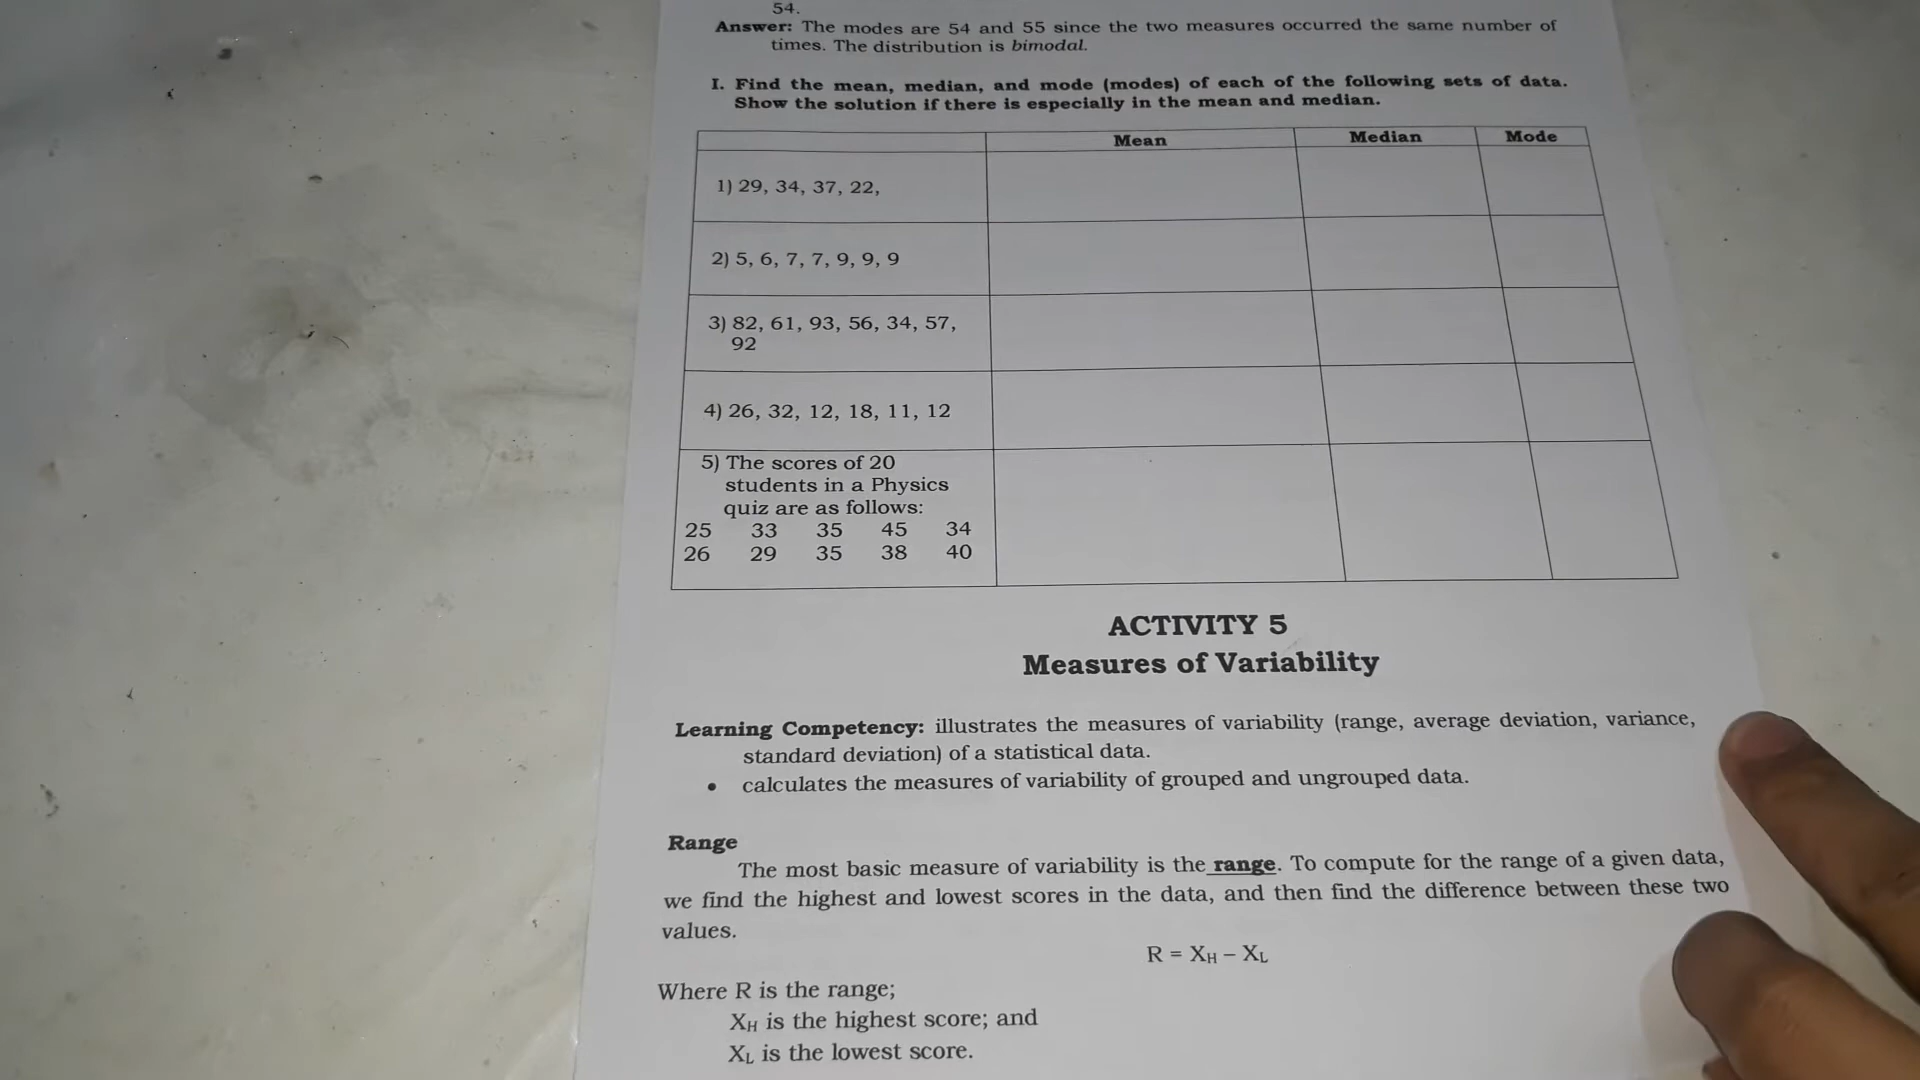 54.
Answer: The modes are 54 and 55 since the two measures occurred the same number of
times. The distribution is bimodal.
I. Find the mean, median, and mode (modes) of each of the following sets of data.
Show the solution if there is especially in the mean and median.
Mean Median Mode
1) 29, 34, 37, 22,
2) 5, 6, 7, 7, 9, 9, 9
3) 82, 61, 93, 56, 34, 57,
92
4) 26, 32, 12, 18, 11, 12
5) The scores of 20
students in a Physics
quiz are as follows:
25 33 35 45 34
26 29 35 38 40
ACTIVITY 5
Measures of Variability
Learning Competency: illustrates the measures of variability (range, average deviation, variance,
standard deviation) of a statistical data.
• calculates the measures of variability of grouped and ungrouped data.
Range
The most basic measure of variability is the range. To compute for the range of a given data,
we find the highest and lowest scores in the data, and then find the difference between these two
values.
R = XH – XL
Where R is the range;
XH is the highest score; and
XL is the lowest score.